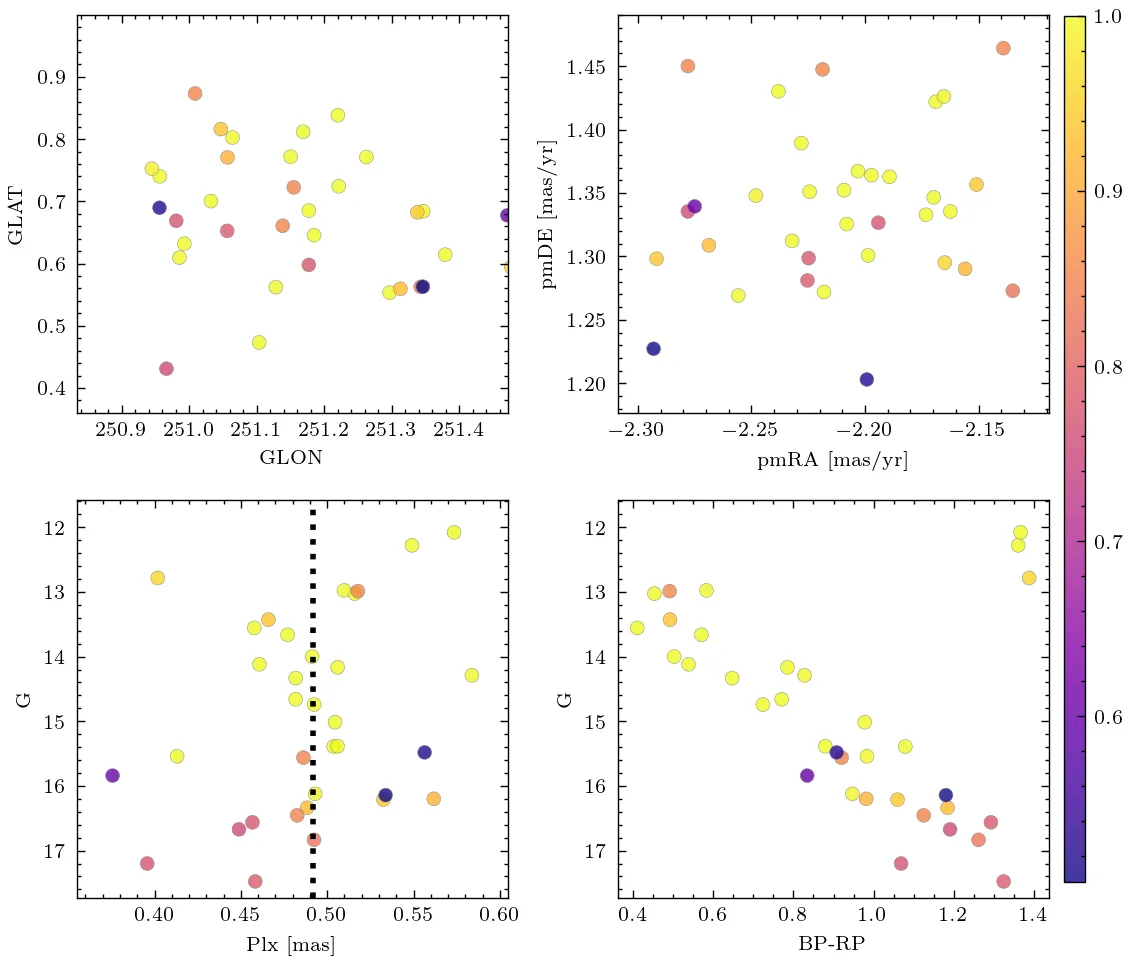 0.9
0.8
0.7
0.6
0.5
0.4
GLAT
250.9 251.0 251.1 251.2 251.3 251.4
GLON
1.45
1.40
1.35
1.30
1.25
1.20
pmDE [mas/yr]
−2.30 −2.25 −2.20 −2.15
pmRA [mas/yr]
1.0
0.9
0.8
0.7
0.6
12
13
14
15
16
17
G
0.40 0.45 0.50 0.55 0.60
Plx [mas]
12
13
14
15
16
17
G
0.4 0.6 0.8 1.0 1.2 1.4
BP-RP